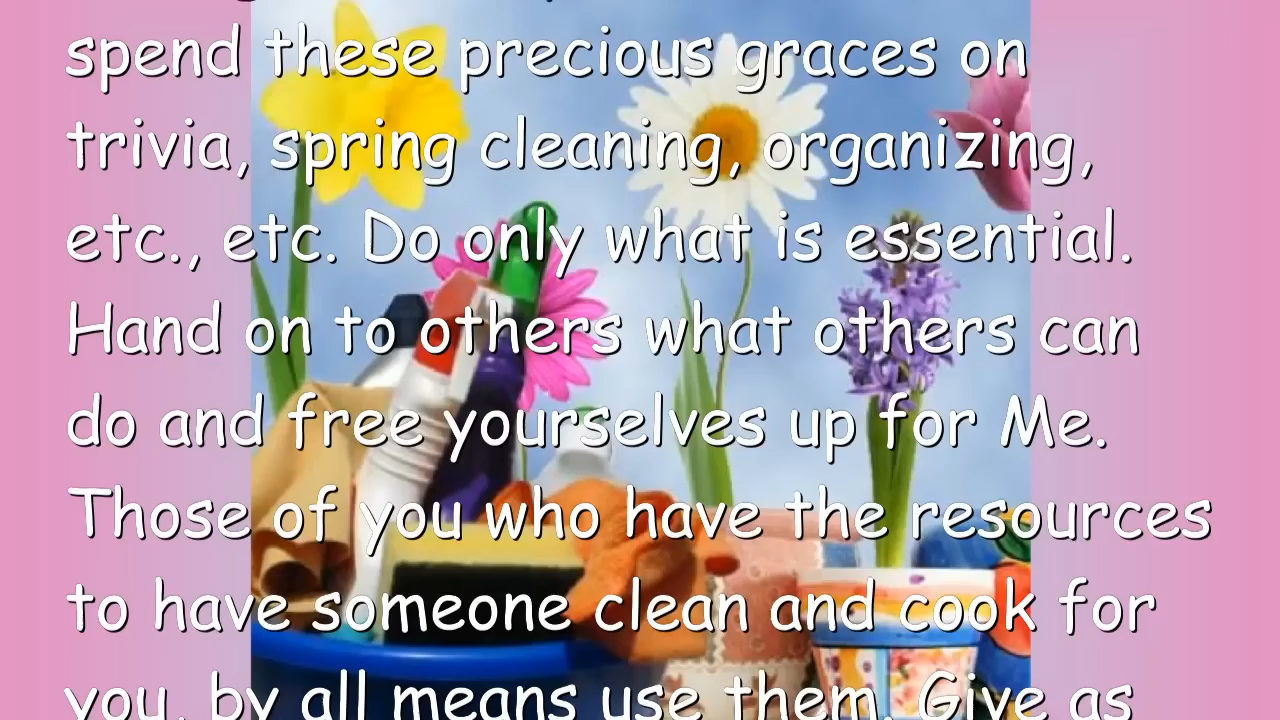 spend these precious graces on
trivia, spring cleaning, organizing,
etc., etc. Do only what is essential.
Hand on to others what others can
do and free yourselves up for Me.
Those of you who have the resources
to have someone clean and cook for
you, by all means use them. Give as